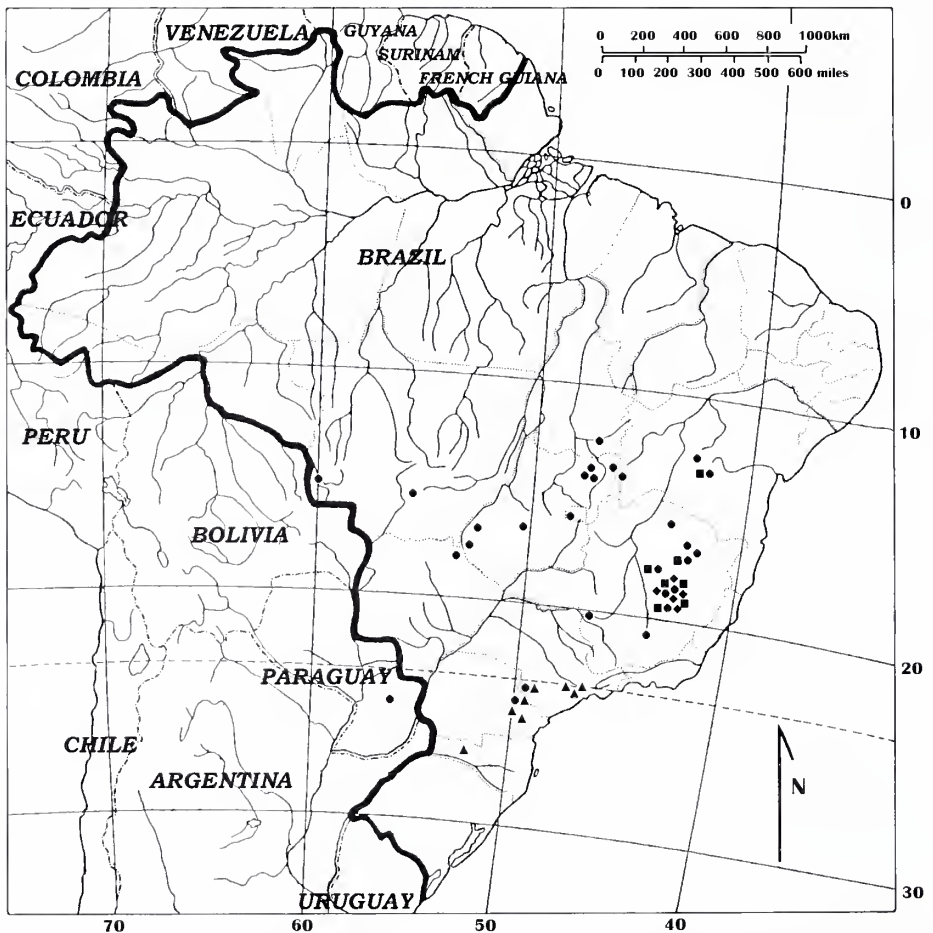 VENEZUELA
GUYANA
SURINAM
FRENCH GUIANA
COLOMBIA
0 200 400 600 800 1000km
0 100 200 300 400 500 600 miles
ECUADOR
0
BRAZIL
PERU
10
BOLIVIA
20
PARAGUAY
CHILE
ARGENTINA
N
URUGUAY
30
70 60 50 40